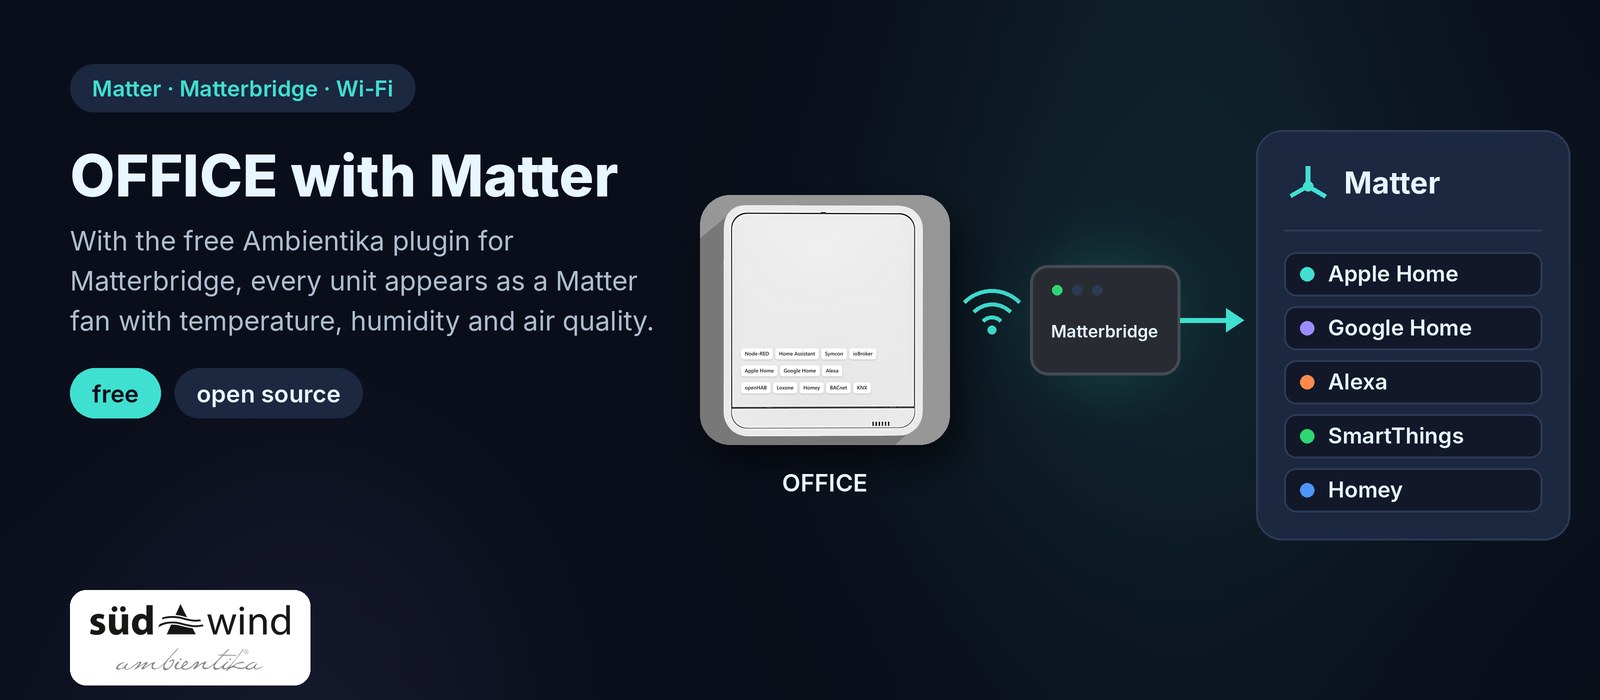 Matter · Matterbridge · Wi-Fi
OFFICE with Matter
With the free Ambientika plugin for
Matterbridge, every unit appears as a Matter
fan with temperature, humidity and air quality.
free
open source
Node-RED Home Assistant Symcon ioBroker
Apple Home Google Home Alexa
openHAB Loxone Homey BACnet KNX
OFFICE
Matterbridge
Matter
Apple Home
Google Home
Alexa
SmartThings
Homey
süd wind
ambientika®